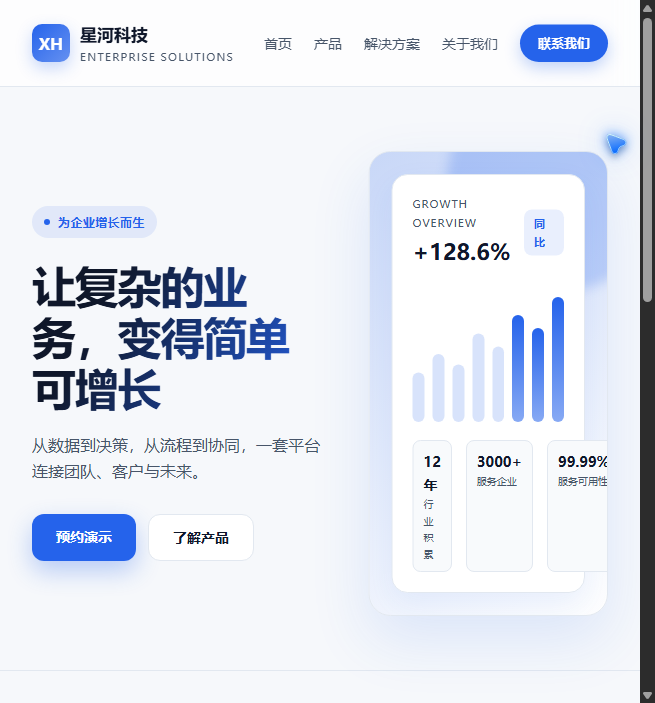 XH
星河科技
ENTERPRISE SOLUTIONS
首页
产品
解决方案
关于我们
联系我们
为企业增长而生
让复杂的业
务，变得简单
可增长
从数据到决策，从流程到协同，一套平台
连接团队、客户与未来。
预约演示
了解产品
GROWTH
OVERVIEW
+128.6%
同
比
12
年
行
业
积
累
3000+
服务企业
99.99%
服务可用性